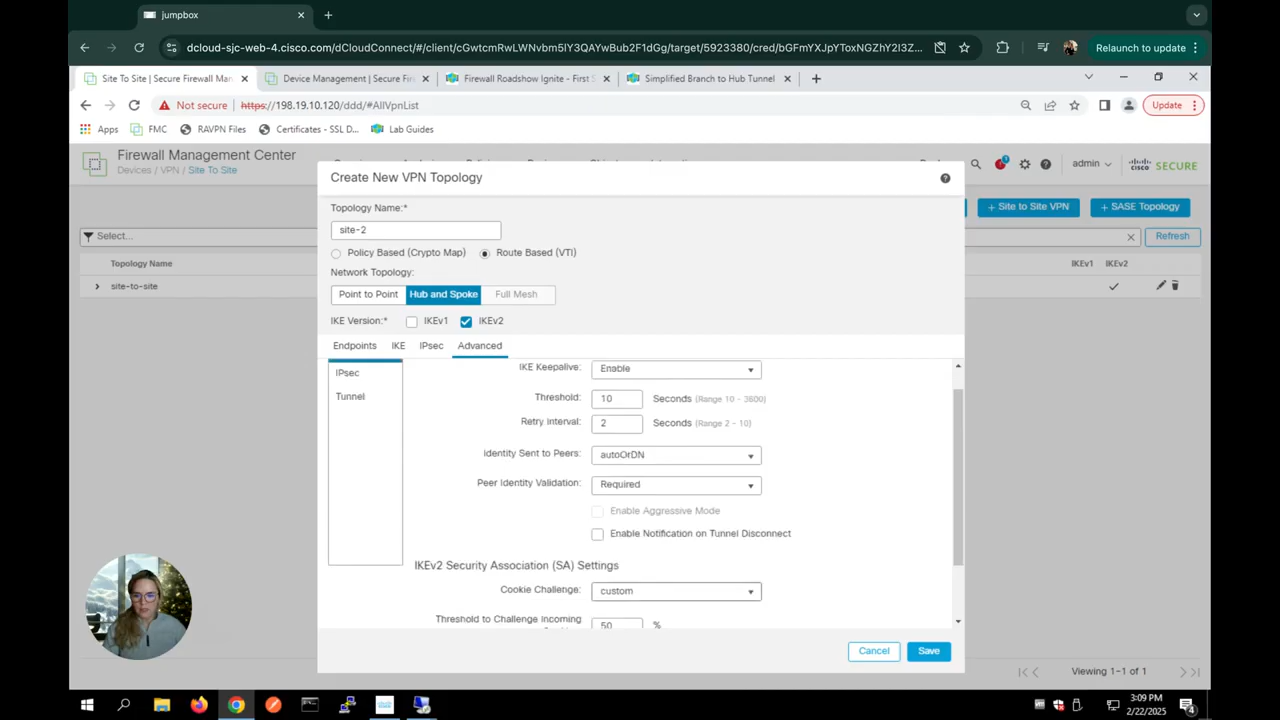 jumpbox
dcloud-sjc-web-4.cisco.com/dCloudConnect/#/client/cGwtcmRwLWNvbm5lY3QAYwBub2F1dGg/target/5923380/cred/bGFmYXJpYToxNGZhY2I3Z...
Relaunch to update
Site To Site | Secure Firewall Man
Device Management | Secure Fir
Firewall Roadshow Ignite - First S
Simplified Branch to Hub Tunnel
Not secure
https://198.19.10.120/ddd/#AllVpnList
Update
Apps
FMC
RAVPN Files
Certificates - SSL D...
Lab Guides
Firewall Management Center
Devices / VPN / Site To Site
admin
cisco SECURE
+ Site to Site VPN
+ SASE Topology
Select...
Refresh
Topology Name
IKEv1
IKEv2
site-to-site
Create New VPN Topology
Topology Name:*
site-2
Policy Based (Crypto Map)
Route Based (VTI)
Network Topology:
Point to Point
Hub and Spoke
Full Mesh
IKE Version:*
IKEv1
IKEv2
Endpoints
IKE
IPsec
Advanced
IPsec
Tunnel
IKE Keepalive:
Enable
Threshold:
10
Seconds (Range 10 - 3600)
Retry Interval:
2
Seconds (Range 2 - 10)
Identity Sent to Peers:
autoOrDN
Peer Identity Validation:
Required
Enable Aggressive Mode
Enable Notification on Tunnel Disconnect
IKEv2 Security Association (SA) Settings
Cookie Challenge:
custom
Threshold to Challenge Incoming
50
%
Cancel
Save
Viewing 1-1 of 1
3:09 PM
2/22/2025
4